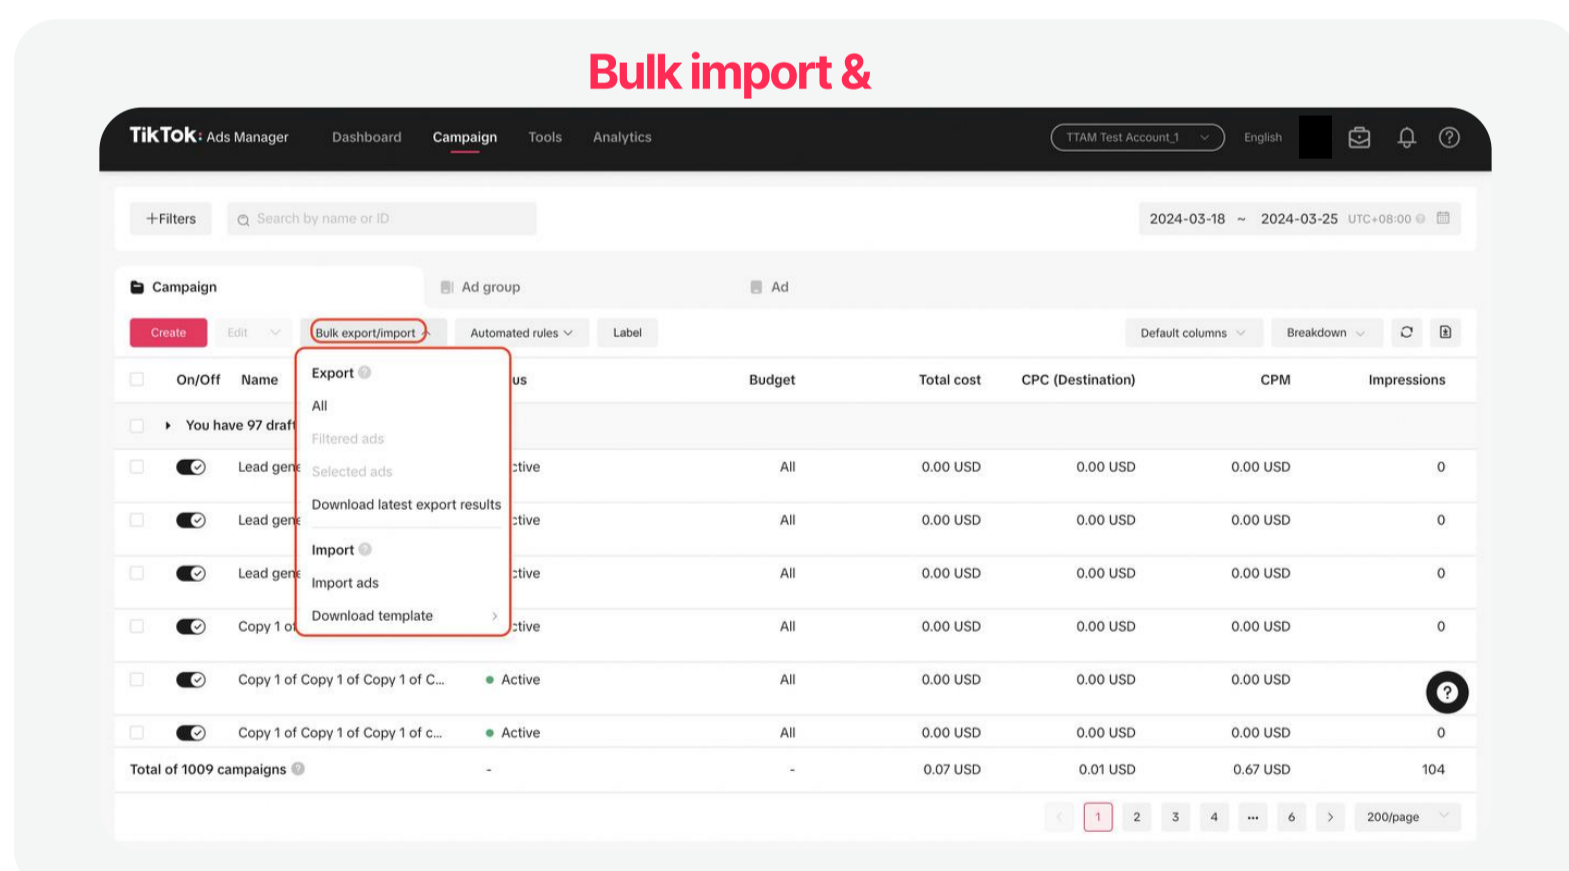 Bulk import &
TikTok: Ads Manager Dashboard Campaign Tools Analytics TTAM Test Account_1 English
+Filters Search by name or ID 2024-03-18 ~ 2024-03-25 UTC+08:00
Campaign Ad group Ad
Create Edit Bulk export/import Automated rules Label Default columns Breakdown
On/Off Name us Budget Total cost CPC (Destination) CPM Impressions
You have 97 draft
Lead gene ctive All 0.00 USD 0.00 USD 0.00 USD 0
Lead gene ctive All 0.00 USD 0.00 USD 0.00 USD 0
Lead gene ctive All 0.00 USD 0.00 USD 0.00 USD 0
Copy 1 of ctive All 0.00 USD 0.00 USD 0.00 USD 0
Copy 1 of Copy 1 of Copy 1 of C... Active All 0.00 USD 0.00 USD 0.00 USD
Copy 1 of Copy 1 of Copy 1 of c... Active All 0.00 USD 0.00 USD 0.00 USD 0
Total of 1009 campaigns - - 0.07 USD 0.01 USD 0.67 USD 104
Export
All
Filtered ads
Selected ads
Download latest export results
Import
Import ads
Download template
1 2 3 4 ... 6 200/page